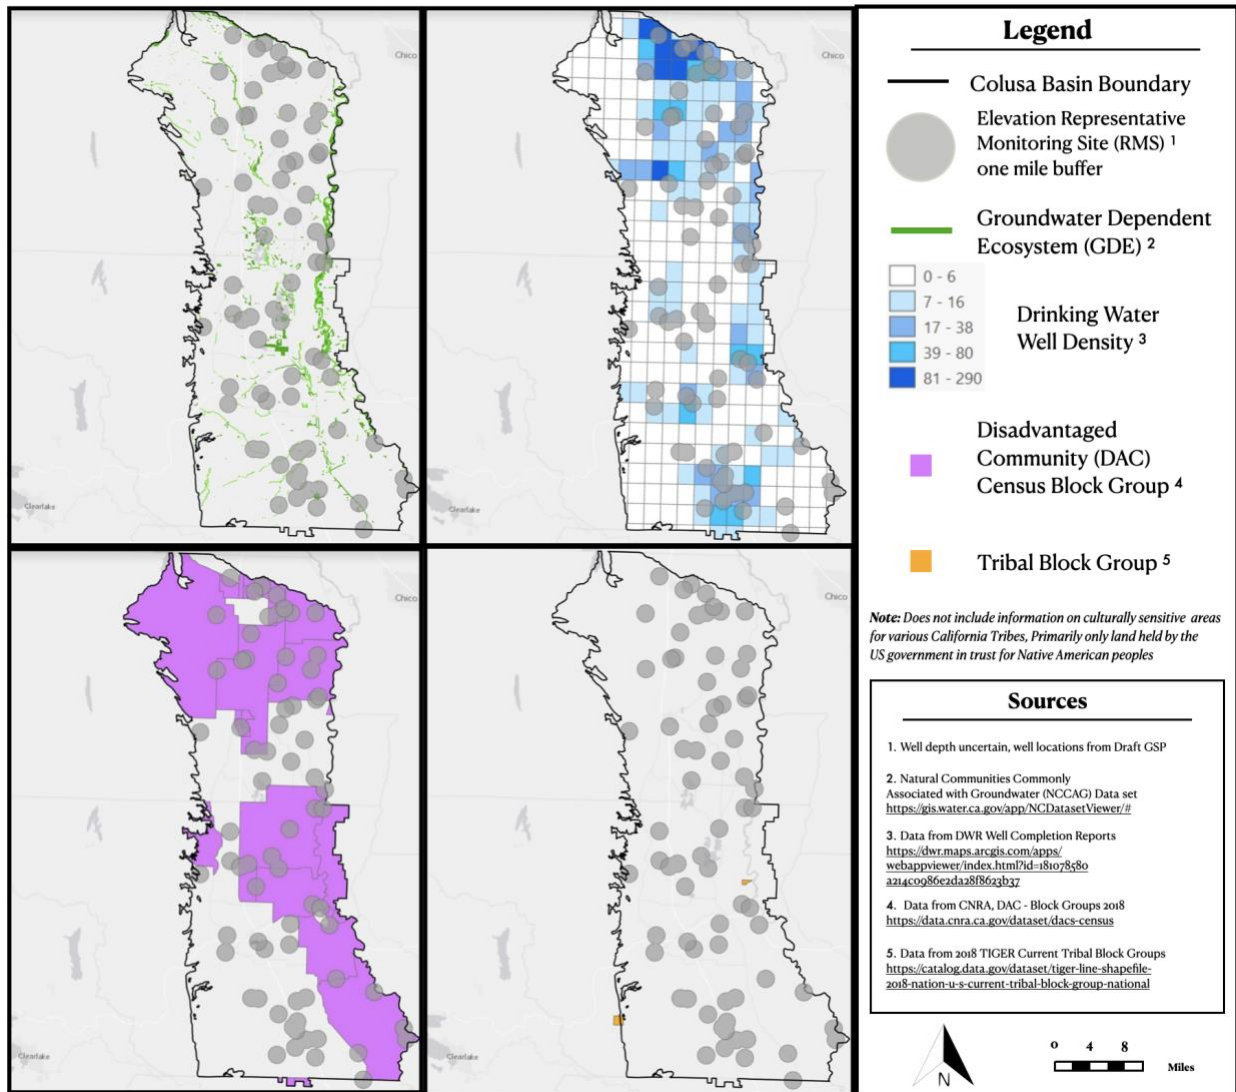 Chico
Chico
Clearlake
Clearlake
Chico
Clearlake
Clearlake
Legend
Colusa Basin Boundary
Elevation Representative
Monitoring Site (RMS) 1
one mile buffer
Groundwater Dependent
Ecosystem (GDE) 2
0 - 6
7 - 16
17 - 38
39 - 80
81 - 290
Drinking Water
Well Density 3
Disadvantaged
Community (DAC)
Census Block Group 4
Tribal Block Group 5
Note: Does not include information on culturally sensitive areas
for various California Tribes, Primarily only land held by the
US government in trust for Native American peoples
Sources
1. Well depth uncertain, well locations from Draft GSP
2. Natural Communities Commonly
Associated with Groundwater (NCCAG) Data set
https://gis.water.ca.gov/app/NCDatasetViewer/#
3. Data from DWR Well Completion Reports
https://dwr.maps.arcgis.com/apps/
webappviewer/index.html?id=181078580
a214c0986e2da28f8623b37
4. Data from CNRA, DAC - Block Groups 2018
https://data.cnra.ca.gov/dataset/dacs-census
5. Data from 2018 TIGER Current Tribal Block Groups
https://catalog.data.gov/dataset/tiger-line-shapefile-
2018-nation-u-s-current-tribal-block-group-national
N
0 4 8
Miles